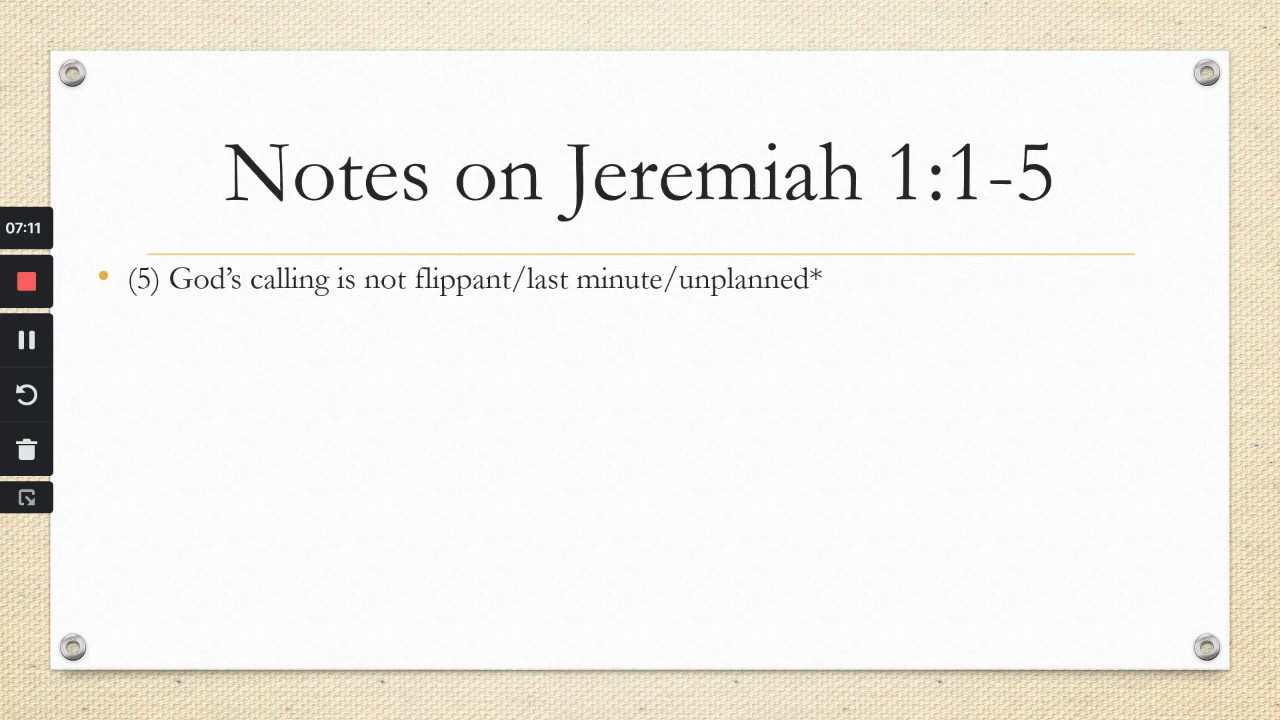 Notes on Jeremiah 1:1-5
07:11
• (5) God’s calling is not flippant/last minute/unplanned*